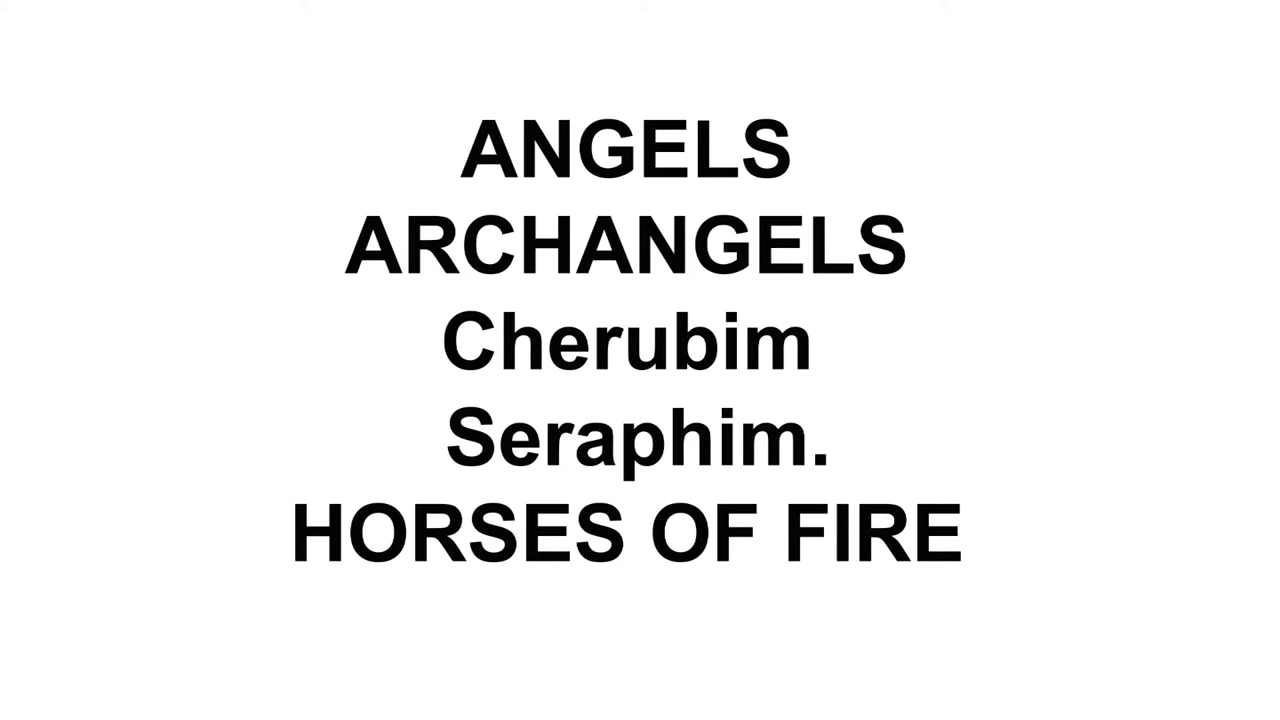 ANGELS
ARCHANGELS
Cherubim
Seraphim.
HORSES OF FIRE